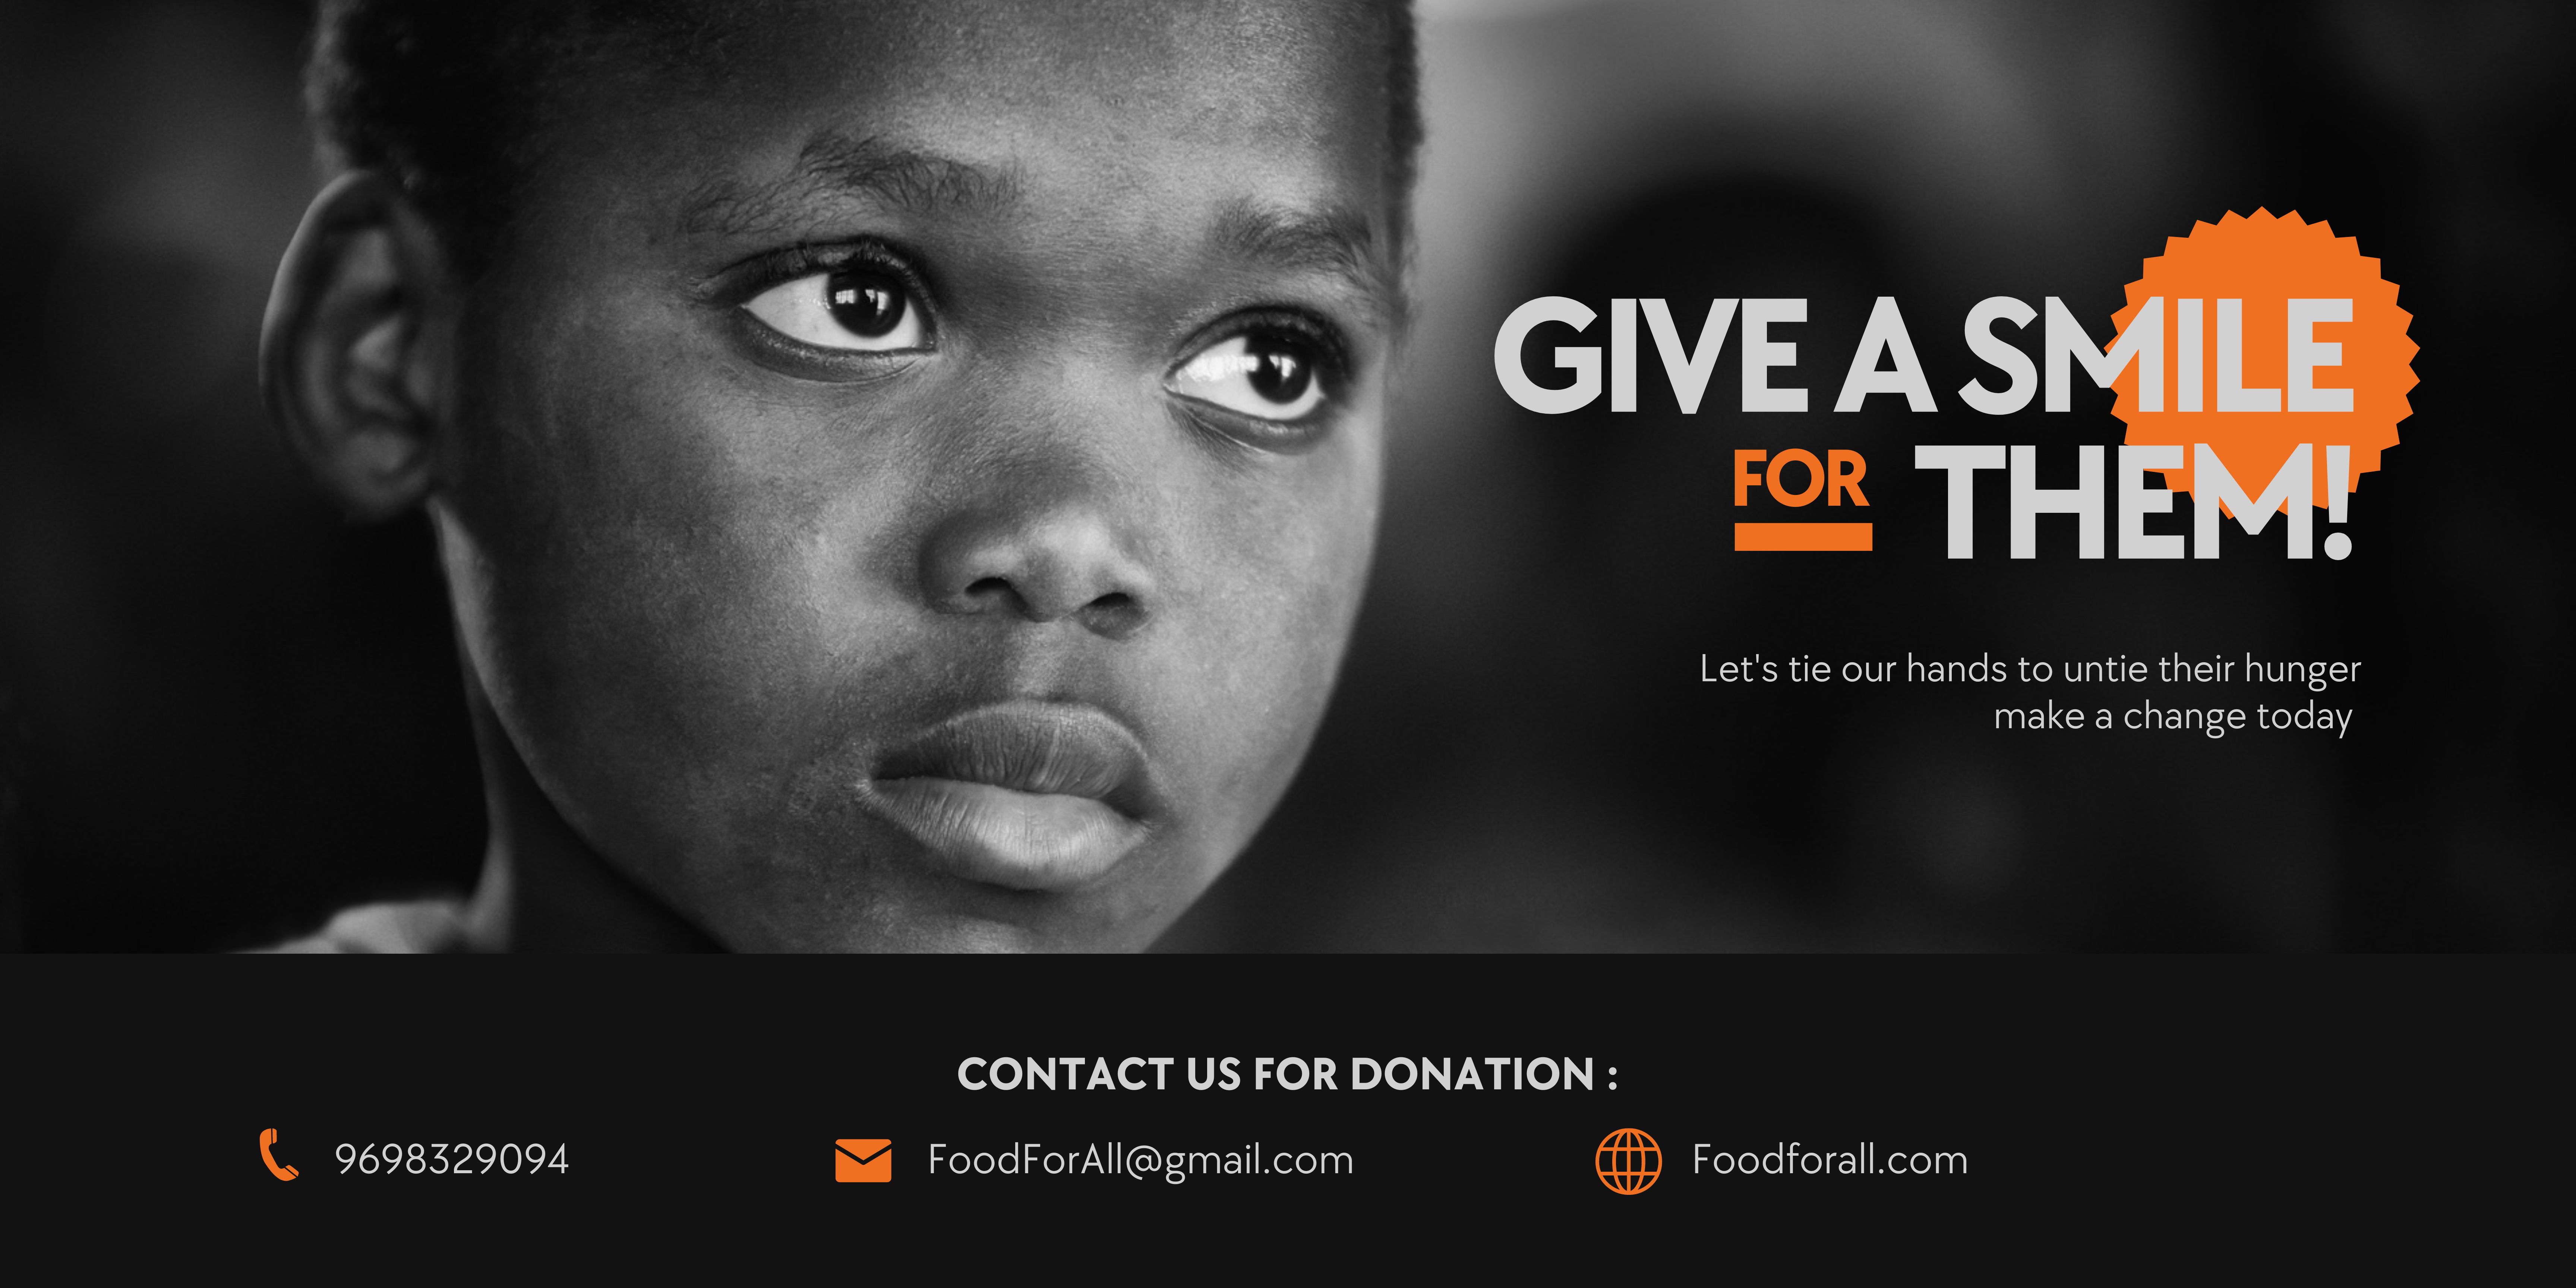 GIVE A SMILE
FOR THEM!
Let's tie our hands to untie their hunger
make a change today
CONTACT US FOR DONATION :
9698329094
FoodForAll@gmail.com
Foodforall.com